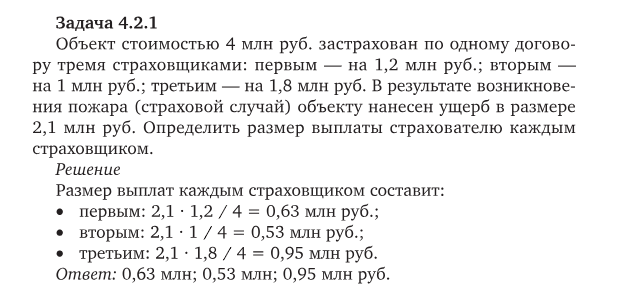 Задача 4.2.1
Объект стоимостью 4 млн руб. застрахован по одному догово-
ру тремя страховщиками: первым — на 1,2 млн руб.; вторым —
на 1 млн руб.; третьим — на 1,8 млн руб. В результате возникнове-
ния пожара (страховой случай) объекту нанесен ущерб в размере
2,1 млн руб. Определить размер выплаты страхователю каждым
страховщиком.
Решение
Размер выплат каждым страховщиком составит:
• первым: 2,1 · 1,2 / 4 = 0,63 млн руб.;
• вторым: 2,1 · 1 / 4 = 0,53 млн руб.;
• третьим: 2,1 · 1,8 / 4 = 0,95 млн руб.
Ответ: 0,63 млн; 0,53 млн; 0,95 млн руб.